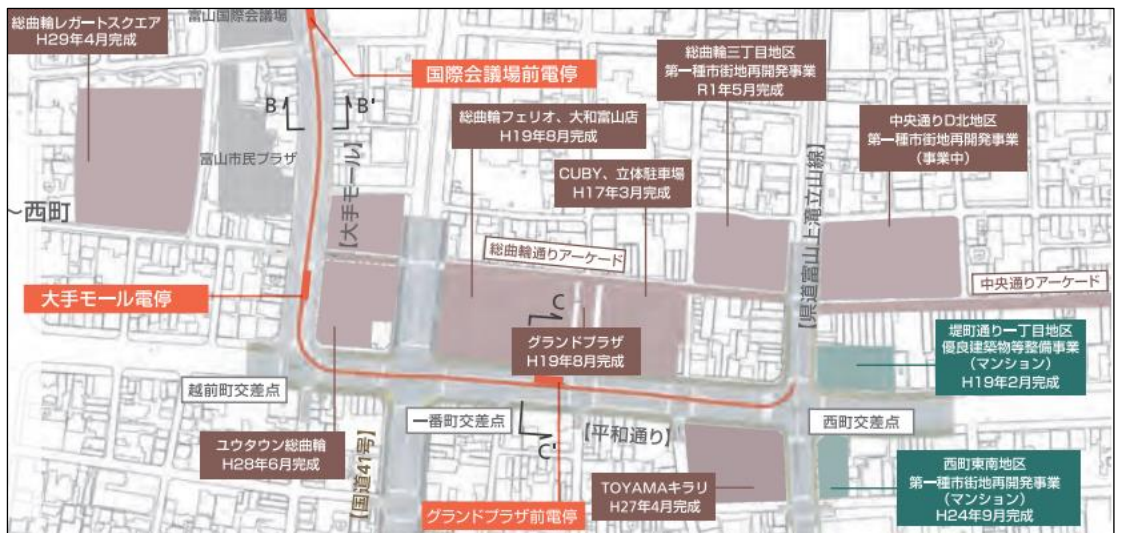 総曲輪レガートスクエア
H29年4月完成
富山国際会議場
国際会議場前電停
総曲輪三丁目地区
第一種市街地再開発事業
R1年5月完成
B
B'
総曲輪フェリオ、大和富山店
H19年8月完成
中央通りD北地区
第一種市街地再開発事業
(事業中)
富山市民プラザ
【大手モール】
CUBY、立体駐車場
H17年3月完成
【県道富山上滝立山線】
〜西町
総曲輪通りアーケード
中央通りアーケード
大手モール電停
C
グランドプラザ
H19年8月完成
堤町通り一丁目地区
優良建築物等整備事業
(マンション)
H19年2月完成
越前町交差点
一番町交差点
C'
【平和通り】
西町交差点
ユウタウン総曲輪
H28年6月完成
【国道41号】
グランドプラザ前電停
TOYAMAキラリ
H27年4月完成
西町東南地区
第一種市街地再開発事業
(マンション)
H24年9月完成